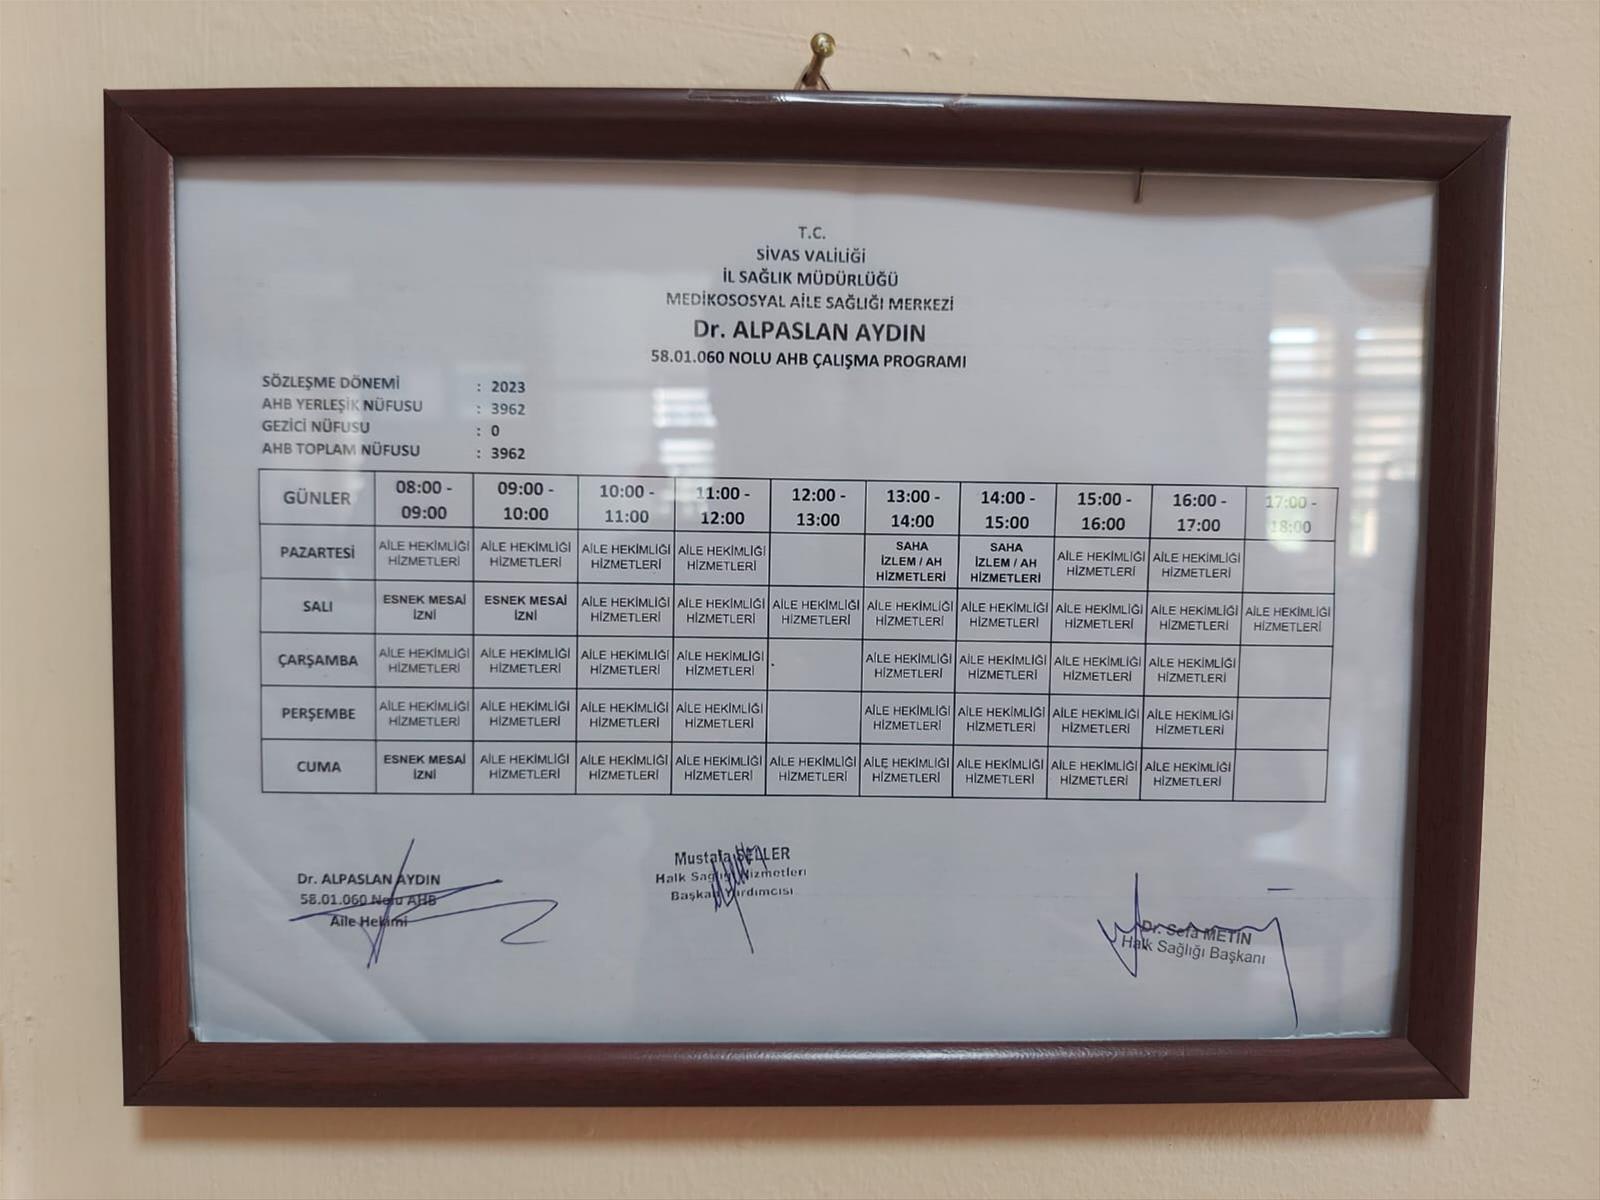 T.C.
SİVAS VALİLİĞİ
İL SAĞLIK MÜDÜRLÜĞÜ
MEDİKOSOSYAL AİLE SAĞLIĞI MERKEZİ
Dr. ALPASLAN AYDIN
58.01.060 NOLU AHB ÇALIŞMA PROGRAMI
SÖZLEŞME DÖNEMİ : 2023
AHB YERLEŞİK NÜFUSU : 3962
GEZİCİ NÜFUSU : 0
AHB TOPLAM NÜFUSU : 3962
GÜNLER 08:00 - 09:00 09:00 - 10:00 10:00 - 11:00 11:00 - 12:00 12:00 - 13:00 13:00 - 14:00 14:00 - 15:00 15:00 - 16:00 16:00 - 17:00 17:00 - 18:00
PAZARTESİ AİLE HEKİMLİĞİ HİZMETLERİ AİLE HEKİMLİĞİ HİZMETLERİ AİLE HEKİMLİĞİ HİZMETLERİ AİLE HEKİMLİĞİ HİZMETLERİ SAHA İZLEM / AH HİZMETLERİ SAHA İZLEM / AH HİZMETLERİ AİLE HEKİMLİĞİ HİZMETLERİ AİLE HEKİMLİĞİ HİZMETLERİ
SALI ESNEK MESAİ İZNİ ESNEK MESAİ İZNİ AİLE HEKİMLİĞİ HİZMETLERİ AİLE HEKİMLİĞİ HİZMETLERİ AİLE HEKİMLİĞİ HİZMETLERİ AİLE HEKİMLİĞİ HİZMETLERİ AİLE HEKİMLİĞİ HİZMETLERİ AİLE HEKİMLİĞİ HİZMETLERİ AİLE HEKİMLİĞİ HİZMETLERİ AİLE HEKİMLİĞİ HİZMETLERİ
ÇARŞAMBA AİLE HEKİMLİĞİ HİZMETLERİ AİLE HEKİMLİĞİ HİZMETLERİ AİLE HEKİMLİĞİ HİZMETLERİ AİLE HEKİMLİĞİ HİZMETLERİ AİLE HEKİMLİĞİ HİZMETLERİ AİLE HEKİMLİĞİ HİZMETLERİ AİLE HEKİMLİĞİ HİZMETLERİ AİLE HEKİMLİĞİ HİZMETLERİ
PERŞEMBE AİLE HEKİMLİĞİ HİZMETLERİ AİLE HEKİMLİĞİ HİZMETLERİ AİLE HEKİMLİĞİ HİZMETLERİ AİLE HEKİMLİĞİ HİZMETLERİ AİLE HEKİMLİĞİ HİZMETLERİ AİLE HEKİMLİĞİ HİZMETLERİ AİLE HEKİMLİĞİ HİZMETLERİ AİLE HEKİMLİĞİ HİZMETLERİ
CUMA ESNEK MESAİ İZNİ AİLE HEKİMLİĞİ HİZMETLERİ AİLE HEKİMLİĞİ HİZMETLERİ AİLE HEKİMLİĞİ HİZMETLERİ AİLE HEKİMLİĞİ HİZMETLERİ AİLE HEKİMLİĞİ HİZMETLERİ AİLE HEKİMLİĞİ HİZMETLERİ AİLE HEKİMLİĞİ HİZMETLERİ AİLE HEKİMLİĞİ HİZMETLERİ
Dr. ALPASLAN AYDIN
58.01.060 Nolu AHB
Aile Hekimi
Mustafa
Halk Sağlığı Hizmetleri
Başkan Yardımcısı
Dr. Sefa METİN
Halk Sağlığı Başkanı